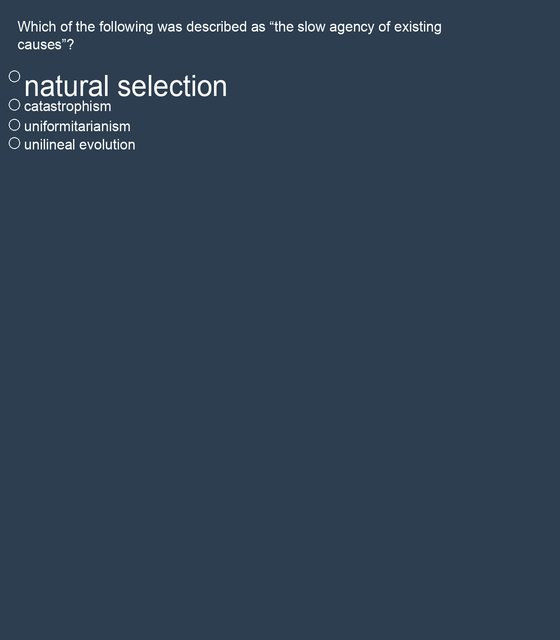 Which of the following was described as “the slow agency of existing
causes”?
natural selection
catastrophism
uniformitarianism
unilineal evolution